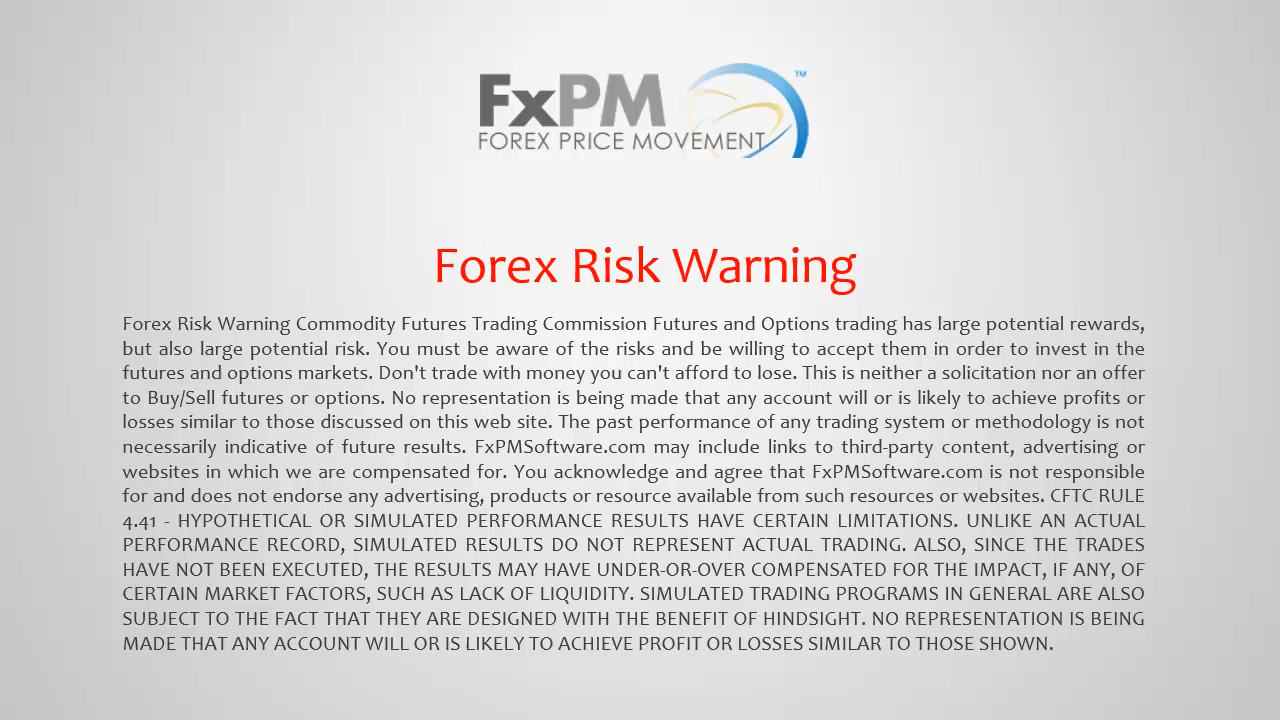 FxPM
™
FOREX PRICE MOVEMENT
Forex Risk Warning
Forex Risk Warning Commodity Futures Trading Commission Futures and Options trading has large potential rewards,
but also large potential risk. You must be aware of the risks and be willing to accept them in order to invest in the
futures and options markets. Don't trade with money you can't afford to lose. This is neither a solicitation nor an offer
to Buy/Sell futures or options. No representation is being made that any account will or is likely to achieve profits or
losses similar to those discussed on this web site. The past performance of any trading system or methodology is not
necessarily indicative of future results. FxPMSoftware.com may include links to third-party content, advertising or
websites in which we are compensated for. You acknowledge and agree that FxPMSoftware.com is not responsible
for and does not endorse any advertising, products or resource available from such resources or websites. CFTC RULE
4.41 - HYPOTHETICAL OR SIMULATED PERFORMANCE RESULTS HAVE CERTAIN LIMITATIONS. UNLIKE AN ACTUAL
PERFORMANCE RECORD, SIMULATED RESULTS DO NOT REPRESENT ACTUAL TRADING. ALSO, SINCE THE TRADES
HAVE NOT BEEN EXECUTED, THE RESULTS MAY HAVE UNDER-OR-OVER COMPENSATED FOR THE IMPACT, IF ANY, OF
CERTAIN MARKET FACTORS, SUCH AS LACK OF LIQUIDITY. SIMULATED TRADING PROGRAMS IN GENERAL ARE ALSO
SUBJECT TO THE FACT THAT THEY ARE DESIGNED WITH THE BENEFIT OF HINDSIGHT. NO REPRESENTATION IS BEING
MADE THAT ANY ACCOUNT WILL OR IS LIKELY TO ACHIEVE PROFIT OR LOSSES SIMILAR TO THOSE SHOWN.